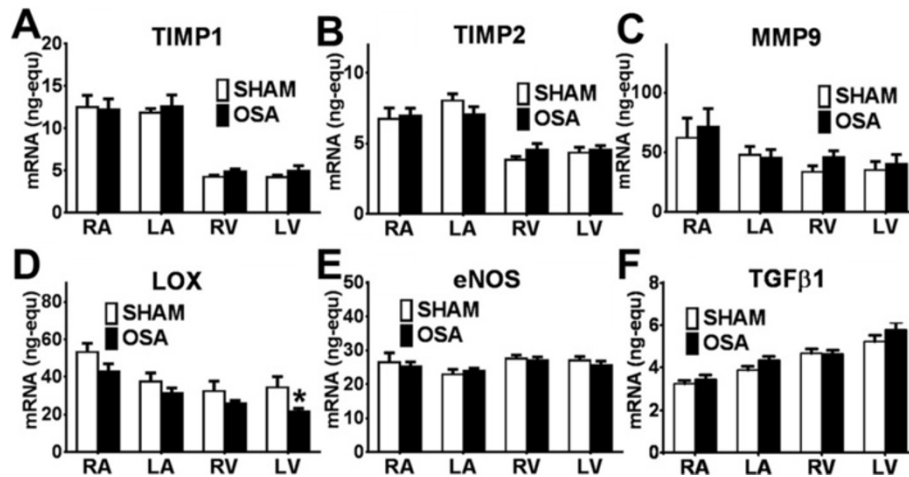 A TIMP1
mRNA (ng-equ)
20
15
10
5
0
SHAM
OSA
RA LA RV LV
B TIMP2
mRNA (ng-equ)
10
5
0
SHAM
OSA
RA LA RV LV
C MMP9
mRNA (ng-equ)
100
50
0
SHAM
OSA
RA LA RV LV
D LOX
mRNA (ng-equ)
80
60
40
20
0
SHAM
OSA
*
RA LA RV LV
E eNOS
mRNA (ng-equ)
50
40
30
20
10
0
SHAM
OSA
RA LA RV LV
F TGFβ1
mRNA (ng-equ)
6
4
2
0
SHAM
OSA
RA LA RV LV